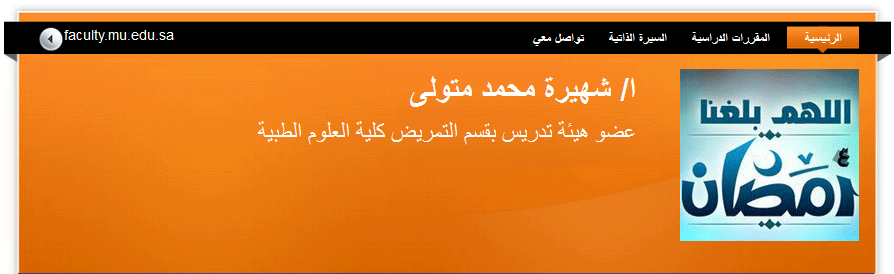 الرئيسية المقررات الدراسية السيرة الذاتية تواصل معي faculty.mu.edu.sa
ا/ شهيرة محمد متولى
عضو هيئة تدريس بقسم التمريض كلية العلوم الطبية
اللهم بلغنا
رمضان